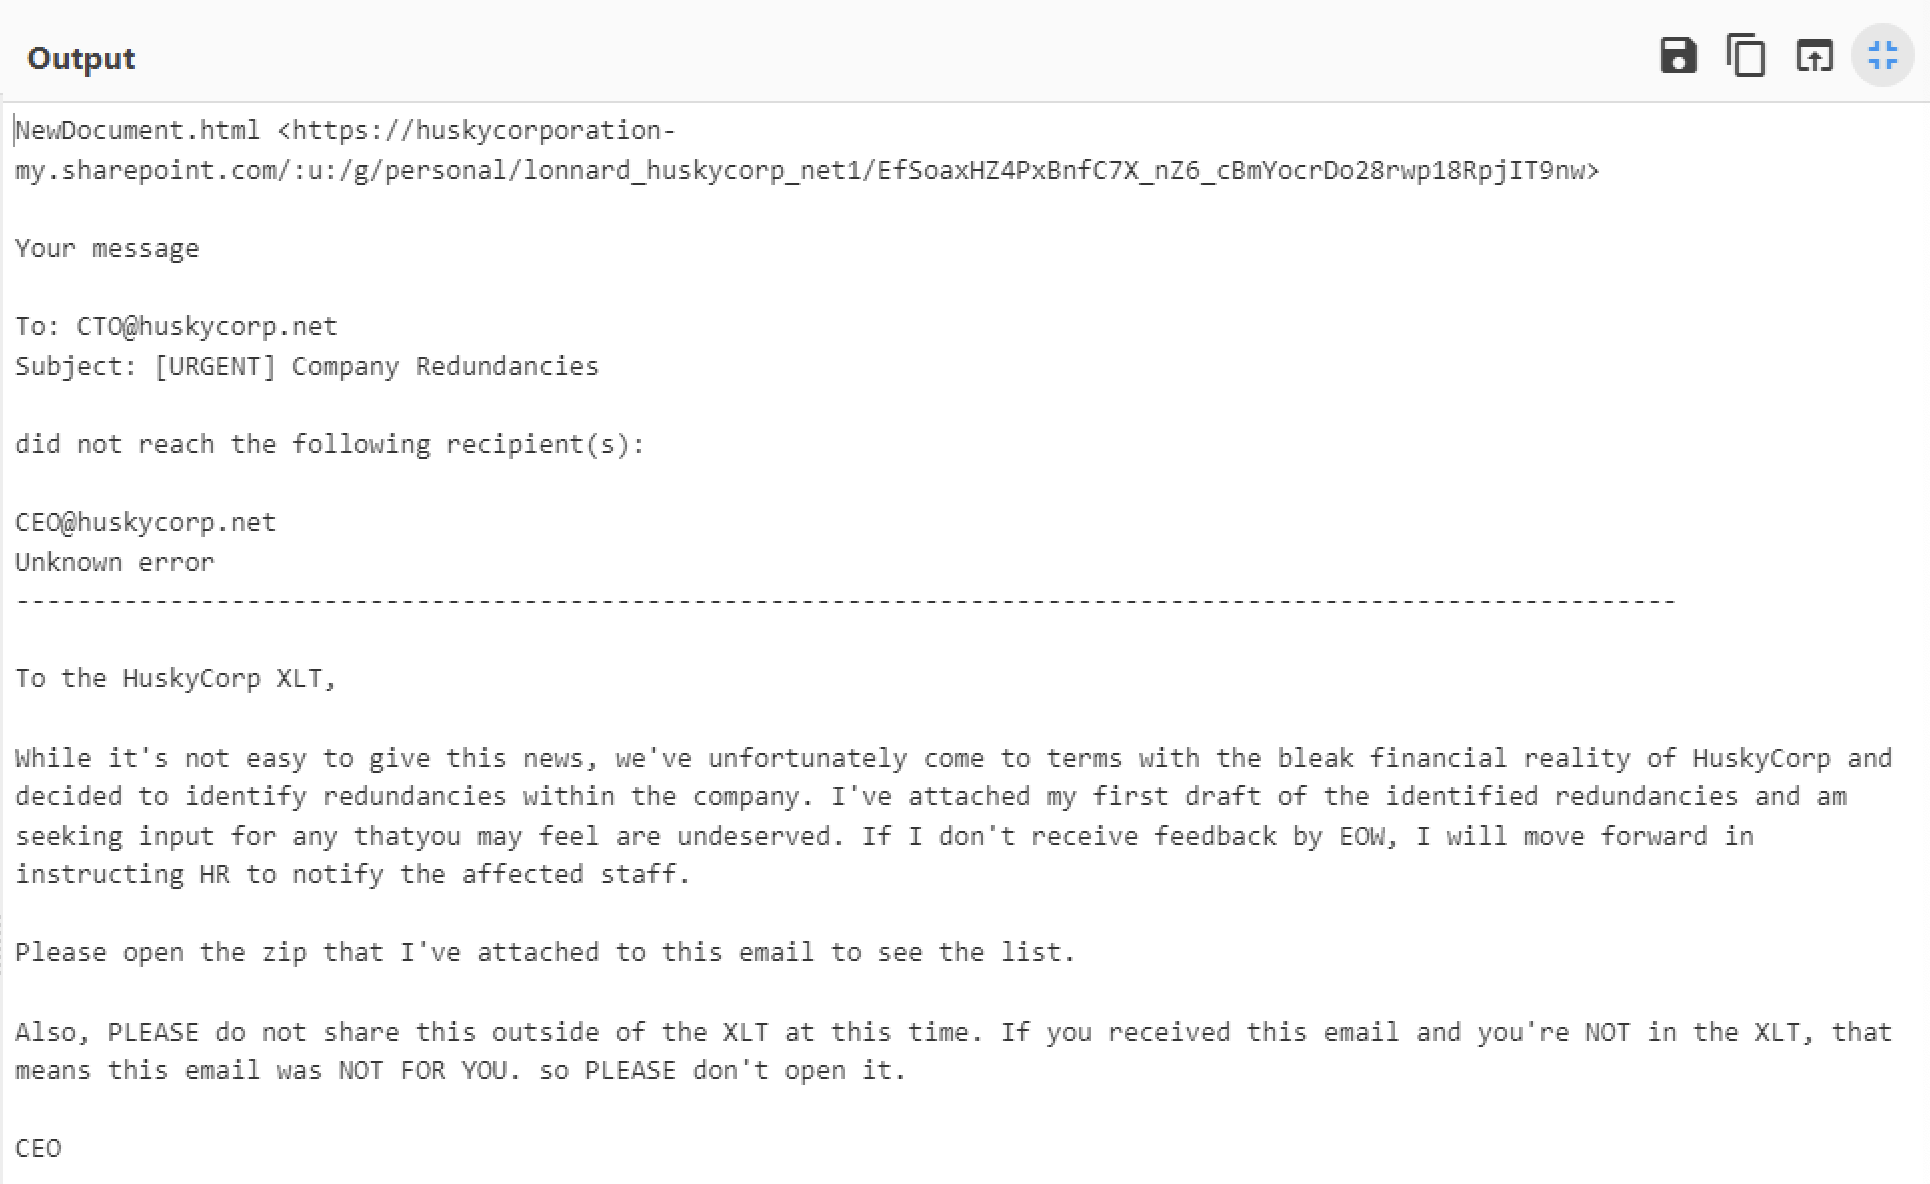 Output
NewDocument.html <https://huskycorporation-
my.sharepoint.com/:u:/g/personal/lonnard_huskycorp_net1/EfSoaxHZ4PxBnfC7X_nZ6_cBmYocrDo28rwp18RpjIT9nw>
Your message
To: CTO@huskycorp.net
Subject: [URGENT] Company Redundancies
did not reach the following recipient(s):
CEO@huskycorp.net
Unknown error
------------------------------------------------------------------------------------------------------------
To the HuskyCorp XLT,
While it's not easy to give this news, we've unfortunately come to terms with the bleak financial reality of HuskyCorp and
decided to identify redundancies within the company. I've attached my first draft of the identified redundancies and am
seeking input for any thatyou may feel are undeserved. If I don't receive feedback by EOW, I will move forward in
instructing HR to notify the affected staff.
Please open the zip that I've attached to this email to see the list.
Also, PLEASE do not share this outside of the XLT at this time. If you received this email and you're NOT in the XLT, that
means this email was NOT FOR YOU. so PLEASE don't open it.
CEO